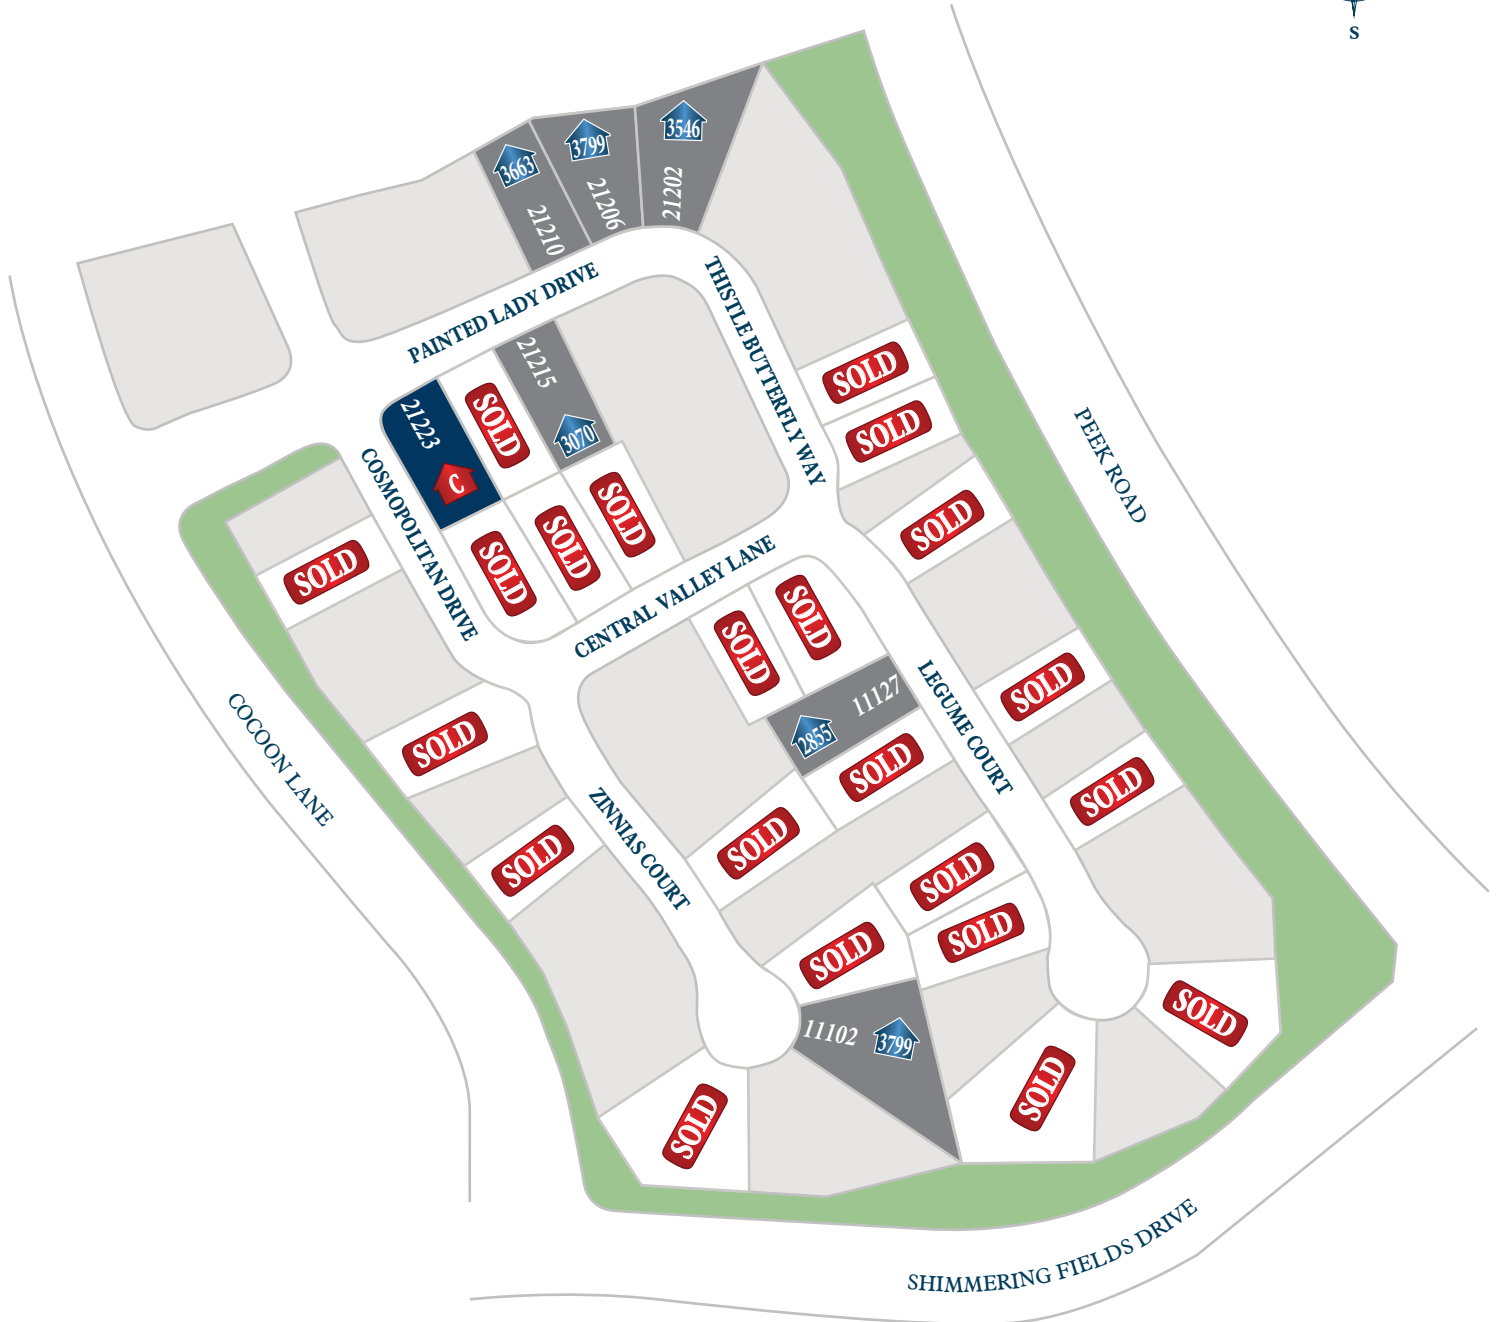 S
3546
3799
3663
21202
21206
21210
PAINTED LADY DRIVE
THISTLE BUTTERFLY WAY
21215
3070
SOLD
21223
C
SOLD
SOLD
PEEK ROAD
COSMOPOLITAN DRIVE
SOLD
SOLD
SOLD
SOLD
SOLD
CENTRAL VALLEY LANE
SOLD
SOLD
SOLD
LEGUME COURT
11127
2855
SOLD
COCOON LANE
SOLD
SOLD
SOLD
ZINNIAS COURT
SOLD
SOLD
SOLD
SOLD
SOLD
11102
3799
SOLD
SOLD
SOLD
SHIMMERING FIELDS DRIVE